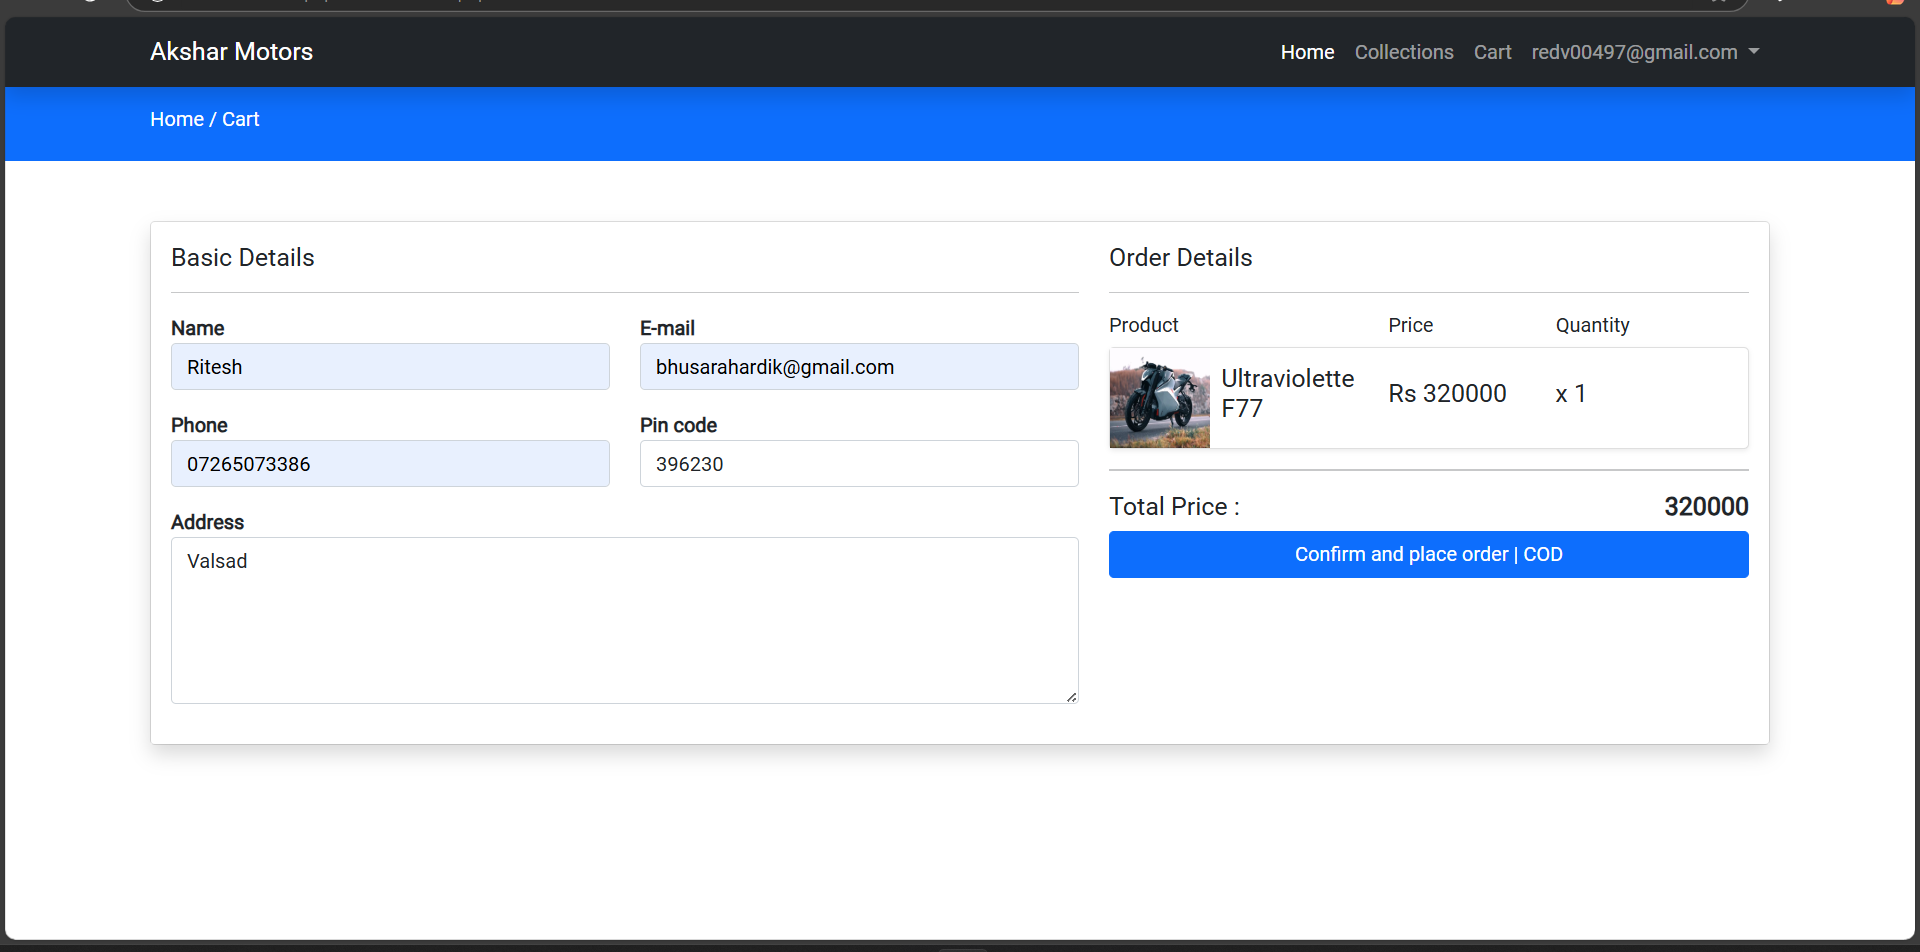 Akshar Motors
Home Collections Cart redv00497@gmail.com
Home / Cart
Basic Details
Name
Ritesh
E-mail
bhusarahardik@gmail.com
Phone
07265073386
Pin code
396230
Address
Valsad
Order Details
Product Price Quantity
Ultraviolette
F77
Rs 320000
x 1
Total Price : 320000
Confirm and place order | COD